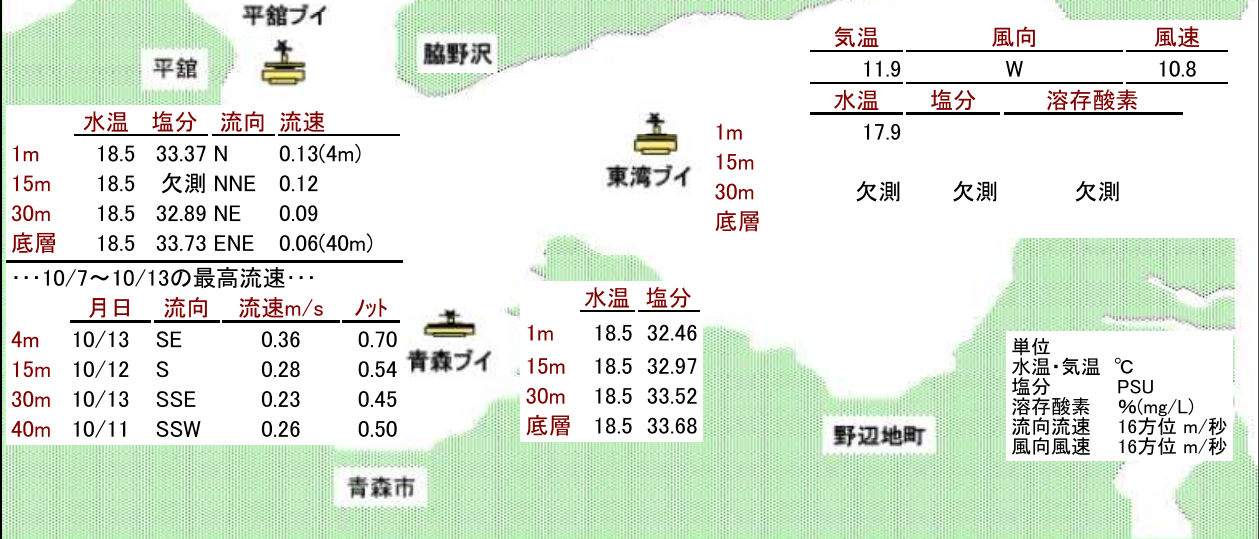 平舘ブイ
平舘
脇野沢
気温 風向 風速
11.9 W 10.8
水温 塩分 溶存酸素
1m 17.9
15m
30m 欠測 欠測 欠測
底層
東湾ブイ
水温 塩分 流向 流速
1m 18.5 33.37 N 0.13(4m)
15m 18.5 欠測 NNE 0.12
30m 18.5 32.89 NE 0.09
底層 18.5 33.73 ENE 0.06(40m)
･･･10/7～10/13の最高流速･･･
月日 流向 流速m/s ﾉｯﾄ
4m 10/13 SE 0.36 0.70
15m 10/12 S 0.28 0.54
30m 10/13 SSE 0.23 0.45
40m 10/11 SSW 0.26 0.50
青森ブイ
水温 塩分
1m 18.5 32.46
15m 18.5 32.97
30m 18.5 33.52
底層 18.5 33.68
単位
水温・気温 ℃
塩分 PSU
溶存酸素 %(mg/L)
流向流速 16方位 m/秒
風向風速 16方位 m/秒
野辺地町
青森市